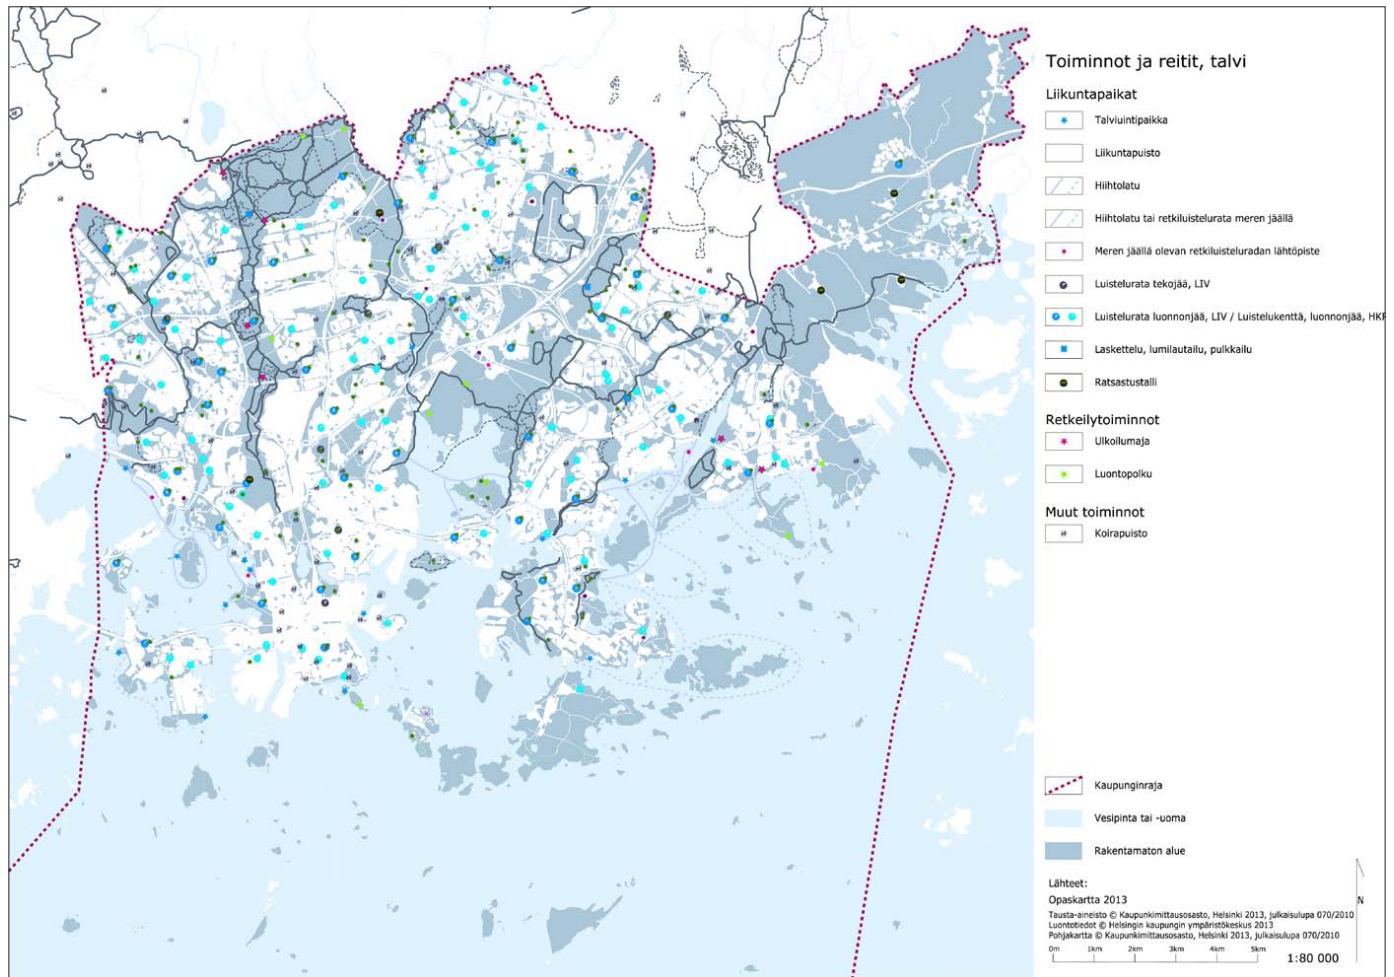 Toiminnot ja reitit, talvi
Liikuntapaikat
Talviuintipaikka
Liikuntapuisto
Hiihtolatu
Hiihtolatu tai retkiluistelurata meren jäällä
Meren jäällä olevan retkiluisteluradan lähtöpiste
Luistelurata tekojää, LIV
Luistelurata luonnonjää, LIV / Luistelukenttä, luonnonjää, HKR
Laskettelu, lumilautailu, pulkkailu
Ratsastustalli
Retkeilytoiminnot
Ulkoilumaja
Luontopolku
Muut toiminnot
Koirapuisto
Kaupunginraja
Vesipinta tai -uoma
Rakentamaton alue
Lähteet:
Opaskartta 2013
Tausta-aineisto © Kaupunkimittausosasto, Helsinki 2013, julkaisulupa 070/2010
Luontotiedot © Helsingin kaupungin ympäristökeskus 2013
Pohjakartta © Kaupunkimittausosasto, Helsinki 2013, julkaisulupa 070/2010
0m 1km 2km 3km 4km 5km
1:80 000
N